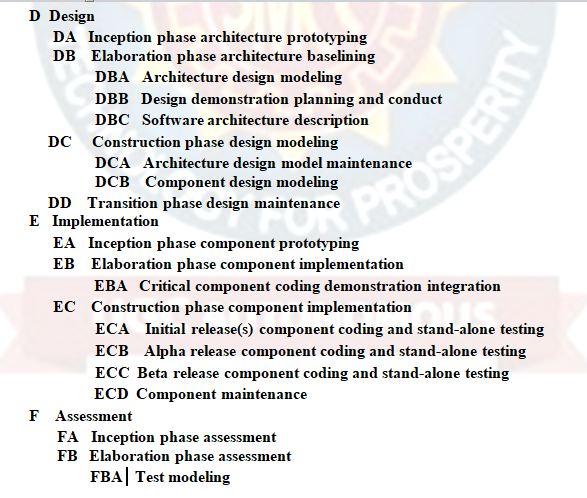 D Design
DA Inception phase architecture prototyping
DB Elaboration phase architecture baselining
DBA Architecture design modeling
DBB Design demonstration planning and conduct
DBC Software architecture description
DC Construction phase design modeling
DCA Architecture design model maintenance
DCB Component design modeling
DD Transition phase design maintenance
E Implementation
EA Inception phase component prototyping
EB Elaboration phase component implementation
EBA Critical component coding demonstration integration
EC Construction phase component implementation
ECA Initial release(s) component coding and stand-alone testing
ECB Alpha release component coding and stand-alone testing
ECC Beta release component coding and stand-alone testing
ECD Component maintenance
F Assessment
FA Inception phase assessment
FB Elaboration phase assessment
FBA Test modeling
TECHNOLOGY FOR PROSPERITY